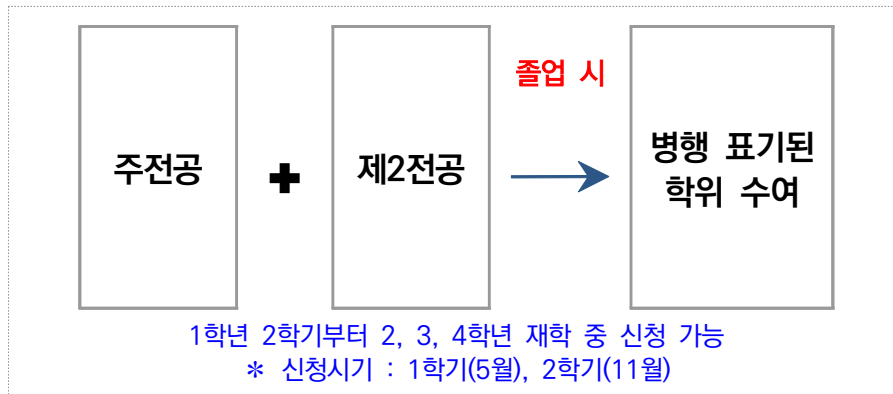 졸업 시
주전공
✚
제2전공
병행 표기된
학위 수여
1학년 2학기부터 2, 3, 4학년 재학 중 신청 가능
* 신청시기 : 1학기(5월), 2학기(11월)